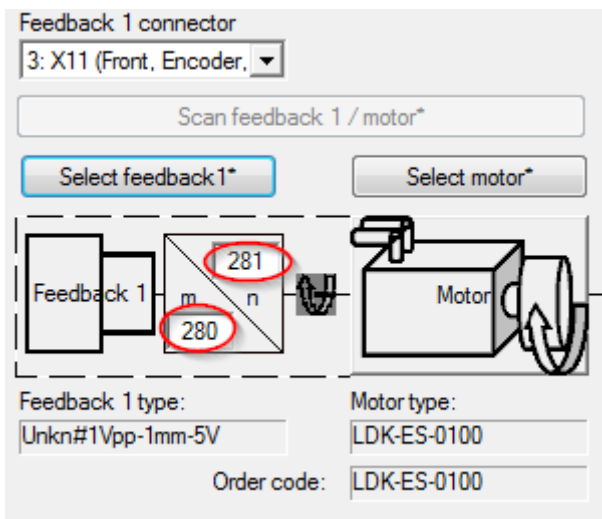 Feedback 1 connector
3: X11 (Front, Encoder,
Scan feedback 1 / motor*
Select feedback1*
Select motor*
281
Feedback 1
m
n
Motor
280
Feedback 1 type:
Motor type:
Unkn#1Vpp-1mm-5V
LDK-ES-0100
Order code:
LDK-ES-0100